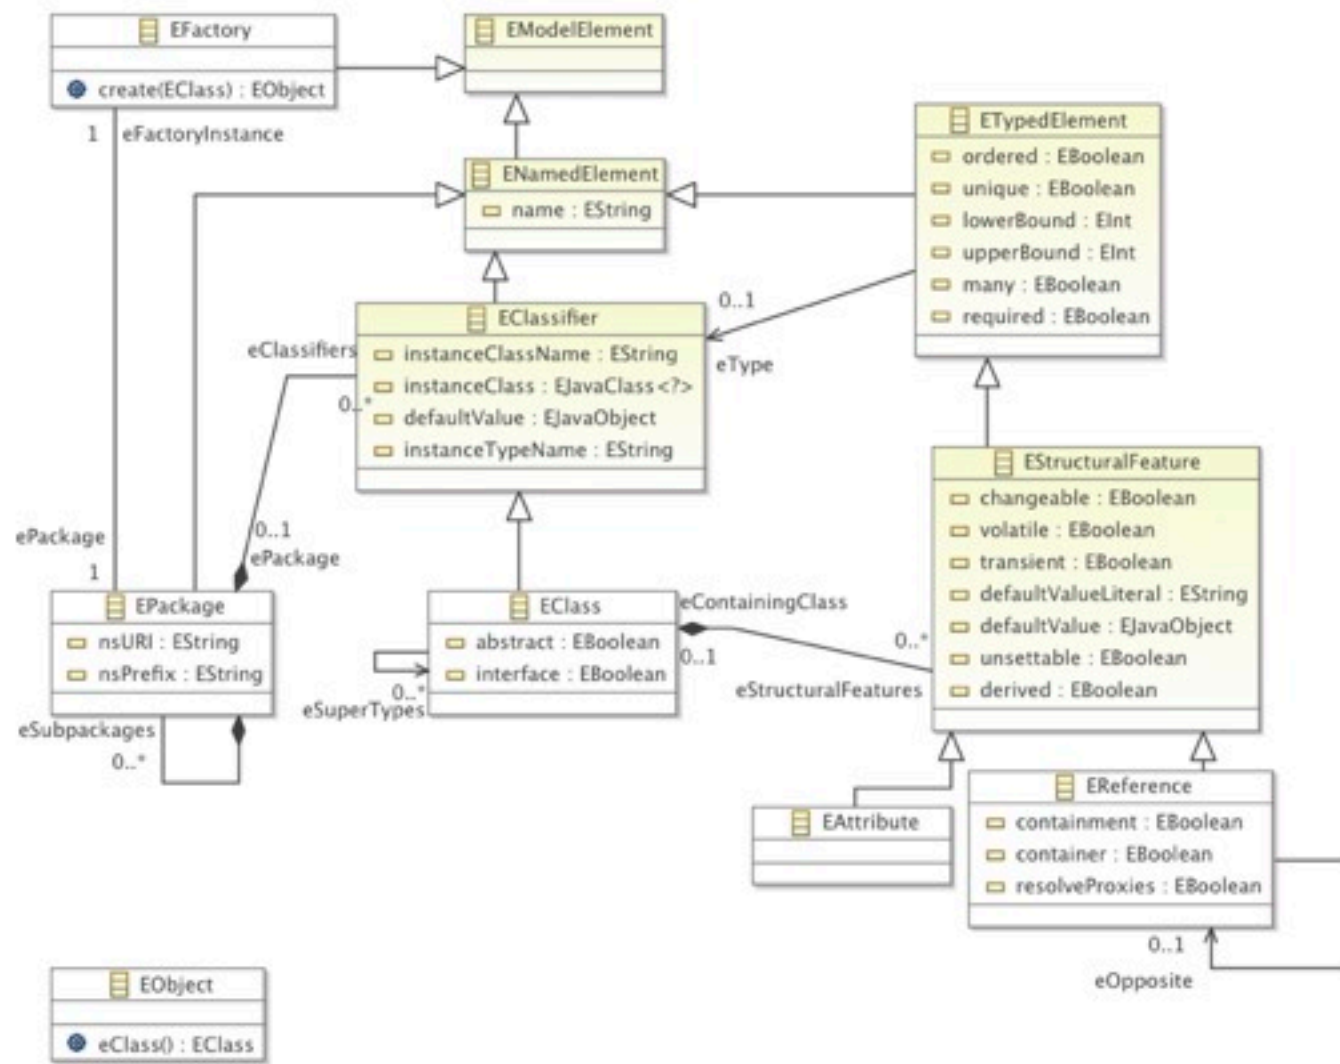 EFactory
create(EClass) : EObject
EModelElement
1
eFactoryInstance
ENamedElement
name : EString
ETypedElement
ordered : EBoolean
unique : EBoolean
lowerBound : EInt
upperBound : EInt
many : EBoolean
required : EBoolean
0..1
eType
EClassifier
instanceClassName : EString
instanceClass : EJavaClass<?>
defaultValue : EJavaObject
instanceTypeName : EString
eClassifiers
0..*
EStructuralFeature
changeable : EBoolean
volatile : EBoolean
transient : EBoolean
defaultValueLiteral : EString
defaultValue : EJavaObject
unsettable : EBoolean
derived : EBoolean
ePackage
1
0..1
ePackage
EPackage
nsURI : EString
nsPrefix : EString
eSubpackages
0..*
EClass
abstract : EBoolean
interface : EBoolean
0..*
eSuperTypes
eContainingClass
0..1
0..*
eStructuralFeatures
EAttribute
EReference
containment : EBoolean
container : EBoolean
resolveProxies : EBoolean
0..1
eOpposite
EObject
eClass() : EClass